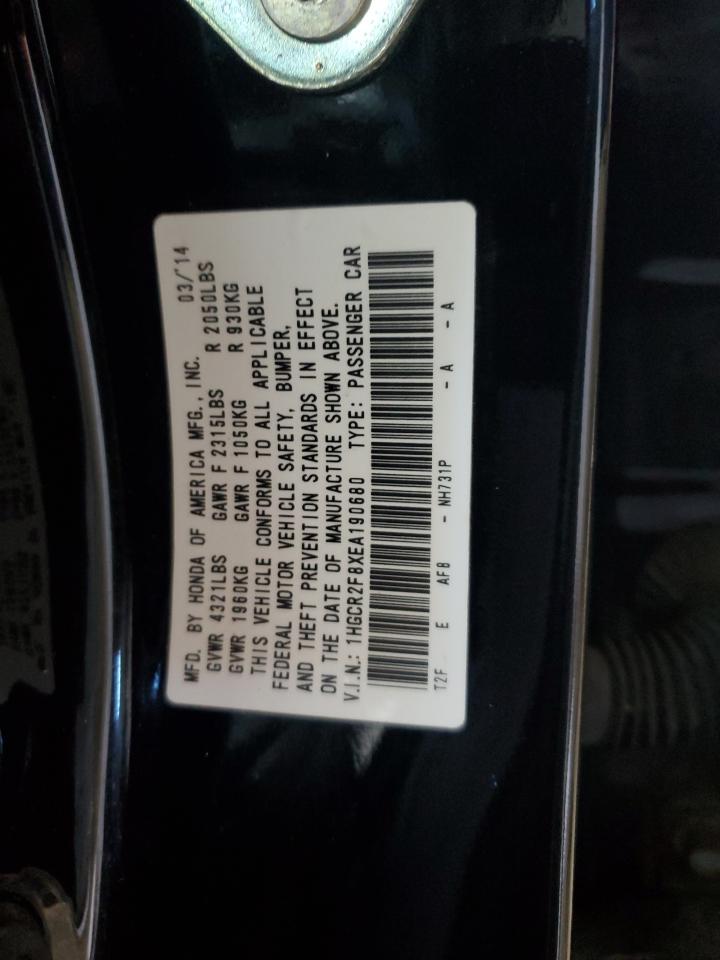 MFD. BY HONDA OF AMERICA MFG., INC. 03/'14
GVWR 4321LBS GAWR F 2315LBS R 2050LBS
GVWR 1960KG GAWR F 1050KG R 930KG
THIS VEHICLE CONFORMS TO ALL APPLICABLE
FEDERAL MOTOR VEHICLE SAFETY, BUMPER,
AND THEFT PREVENTION STANDARDS IN EFFECT
ON THE DATE OF MANUFACTURE SHOWN ABOVE.
V.I.N.: 1HGCR2F8XEA190680 TYPE: PASSENGER CAR
T2F E AF8 - NH731P - A - A